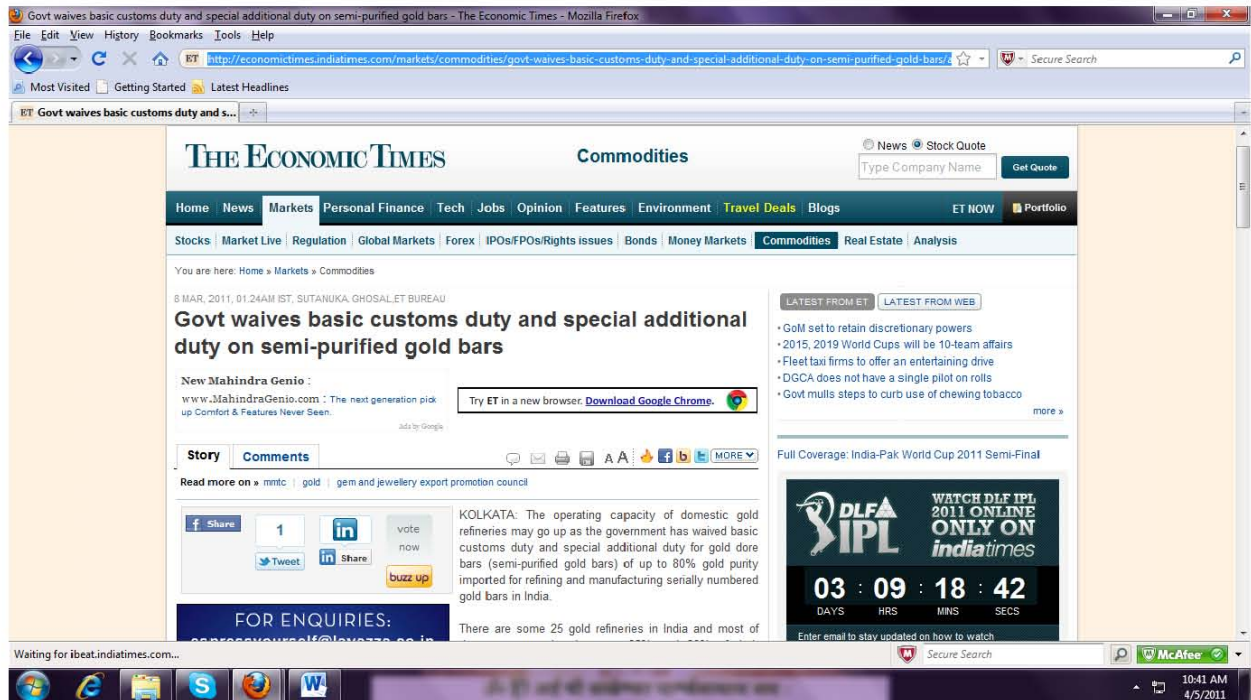 Govt waives basic customs duty and special additional duty on semi-purified gold bars - The Economic Times - Mozilla Firefox
File Edit View History Bookmarks Tools Help
ET http://economictimes.indiatimes.com/markets/commodities/govt-waives-basic-customs-duty-and-special-additional-duty-on-semi-purified-gold-bars/a Secure Search
Most Visited Getting Started Latest Headlines
ET Govt waives basic customs duty and s...
THE ECONOMIC TIMES
Commodities
News Stock Quote
Type Company Name Get Quote
Home News Markets Personal Finance Tech Jobs Opinion Features Environment Travel Deals Blogs ET NOW Portfolio
Stocks Market Live Regulation Global Markets Forex IPOs/FPOs/Rights issues Bonds Money Markets Commodities Real Estate Analysis
You are here: Home » Markets » Commodities
8 MAR, 2011, 01.24AM IST, SUTANUKA GHOSAL,ET BUREAU
Govt waives basic customs duty and special additional
duty on semi-purified gold bars
New Mahindra Genio :
www.MahindraGenio.com : The next generation pick
up Comfort & Features Never Seen.
Ads by Google
Try ET in a new browser. Download Google Chrome.
Story Comments
A A f b t MORE
Read more on » mmtc | gold | gem and jewellery export promotion council
f Share
1
Tweet
in
in Share
vote
now
buzz up
FOR ENQUIRIES:
KOLKATA: The operating capacity of domestic gold
refineries may go up as the government has waived basic
customs duty and special additional duty for gold dore
bars (semi-purified gold bars) of up to 80% gold purity
imported for refining and manufacturing serially numbered
gold bars in India.
There are some 25 gold refineries in India and most of
LATEST FROM ET LATEST FROM WEB
GoM set to retain discretionary powers
2015, 2019 World Cups will be 10-team affairs
Fleet taxi firms to offer an entertaining drive
DGCA does not have a single pilot on rolls
Govt mulls steps to curb use of chewing tobacco
more »
Full Coverage: India-Pak World Cup 2011 Semi-Final
DLF
IPL
WATCH DLF IPL
2011 ONLINE
ONLY ON
indiatimes
03 : 09 : 18 : 42
DAYS HRS MINS SECS
Enter email to stay updated on how to watch
Waiting for ibeat.indiatimes.com...
Secure Search
McAfee
10:41 AM
4/5/2011